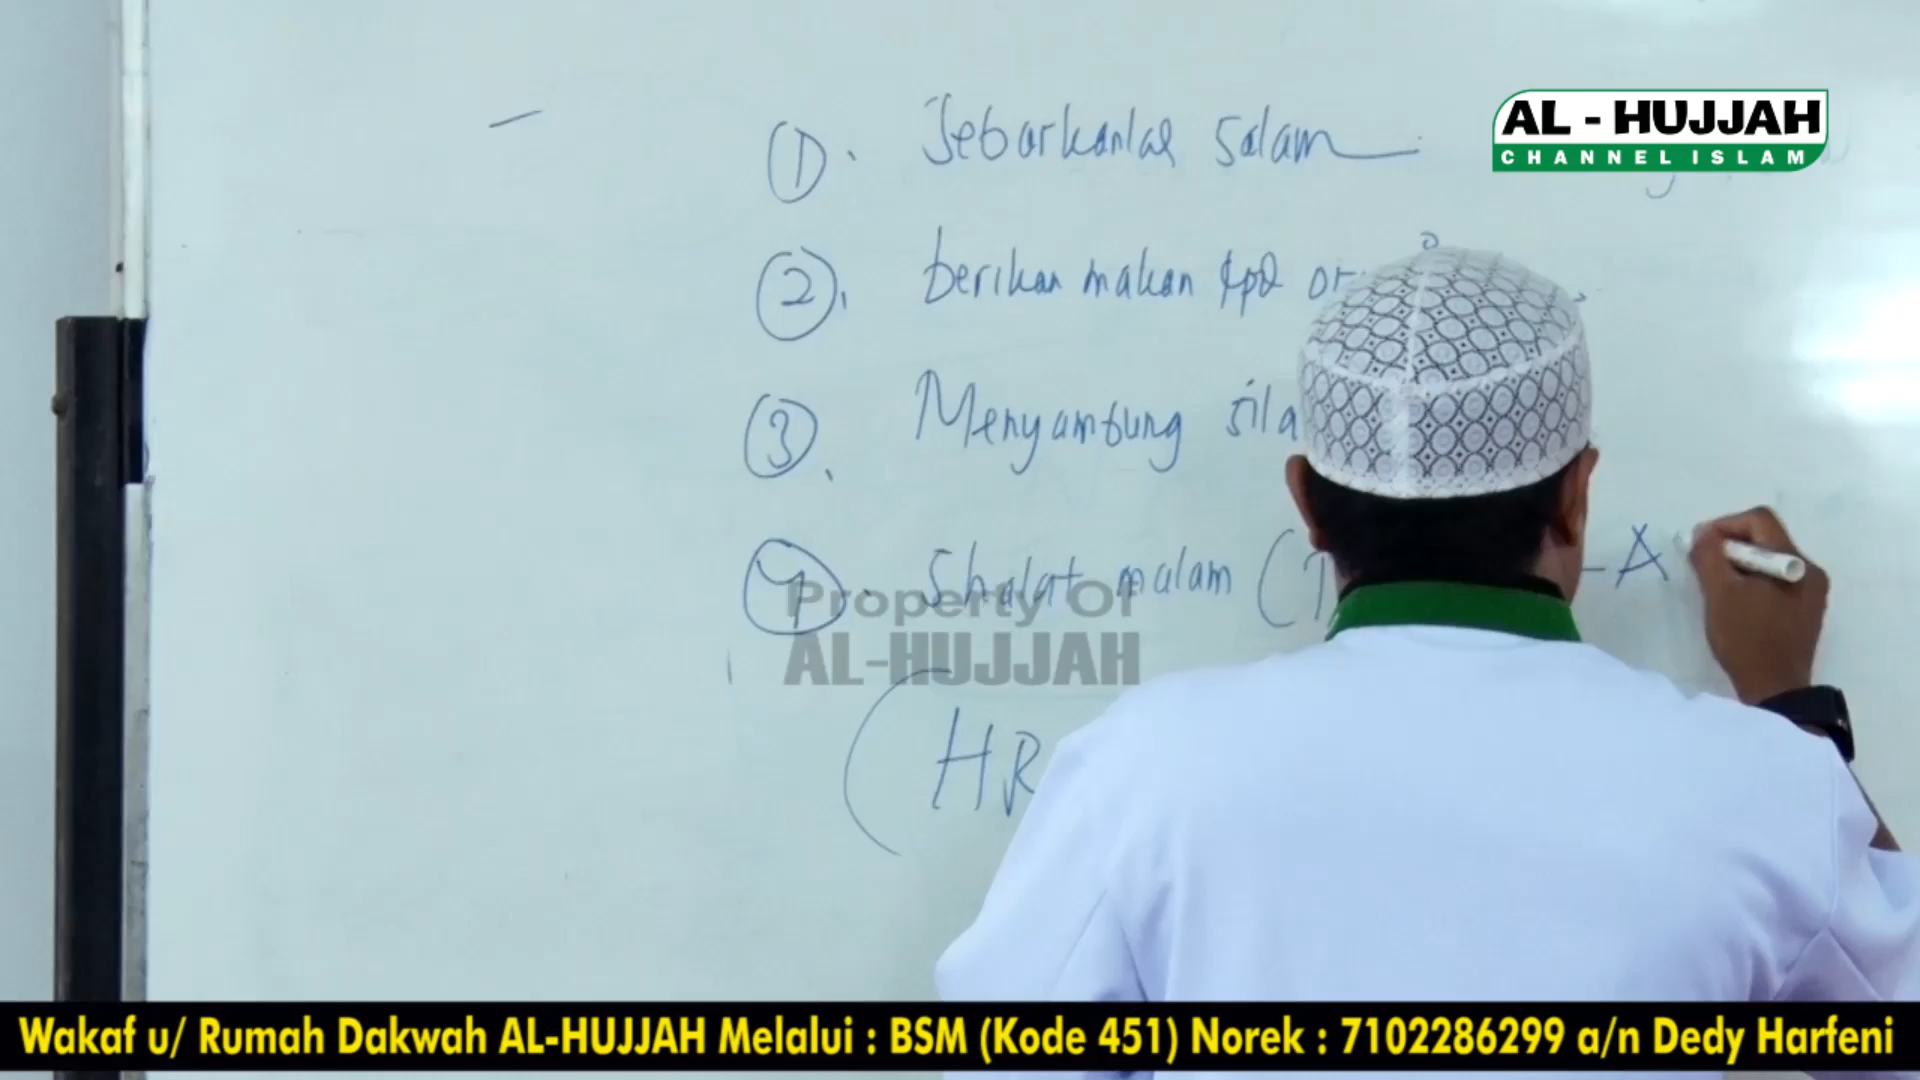 AL - HUJJAH
CHANNEL ISLAM
1. Sebarkanlah salam
2. berikan makan kpd or
3. Menyambung sila
4. Shalat malam (T - A
(HR
Property Of
AL-HUJJAH
Wakaf u/ Rumah Dakwah AL-HUJJAH Melalui : BSM (Kode 451) Norek : 7102286299 a/n Dedy Harfeni